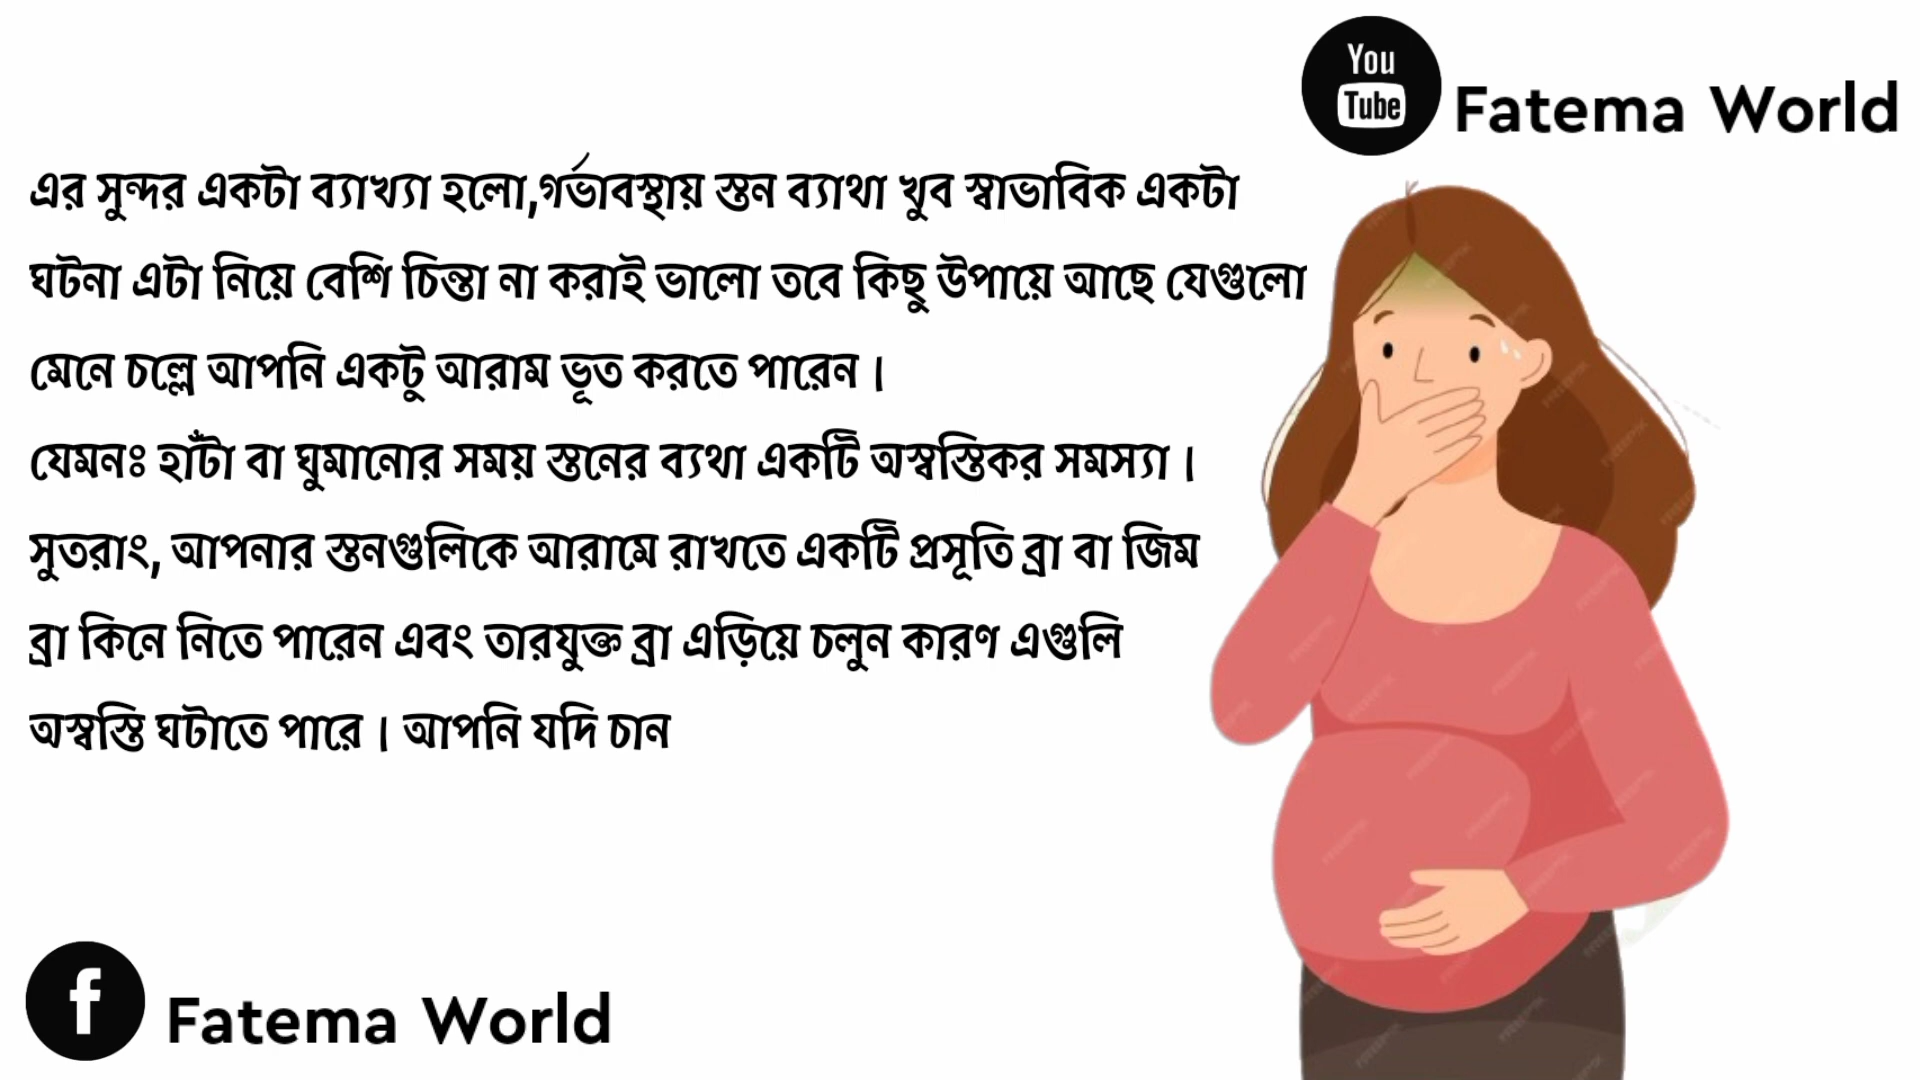 You
Tube
Fatema World
এর সুন্দর একটা ব্যাখ্যা হলো,গর্ভাবস্থায় স্তন ব্যাথা খুব স্বাভাবিক একটা
ঘটনা এটা নিয়ে বেশি চিন্তা না করাই ভালো তবে কিছু উপায়ে আছে যেগুলো
মেনে চল্লে আপনি একটু আরাম ভূত করতে পারেন।
যেমনঃ হাঁটা বা ঘুমানোর সময় স্তনের ব্যথা একটি অস্বস্তিকর সমস্যা।
সুতরাং, আপনার স্তনগুলিকে আরামে রাখতে একটি প্রসূতি ব্রা বা জিম
ব্রা কিনে নিতে পারেন এবং তারযুক্ত ব্রা এড়িয়ে চলুন কারণ এগুলি
অস্বস্তি ঘটাতে পারে। আপনি যদি চান
f Fatema World